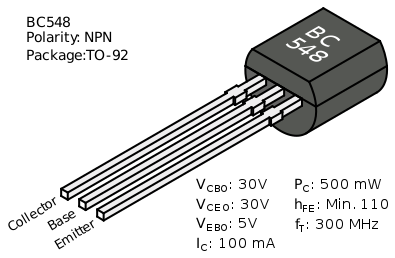 BC548
Polarity: NPN
Package:TO-92
BC
548
Collector
Base
Emitter
VCBO: 30V
VCEO: 30V
VEBO: 5V
IC: 100 mA
PC: 500 mW
hFE: Min. 110
fT: 300 MHz